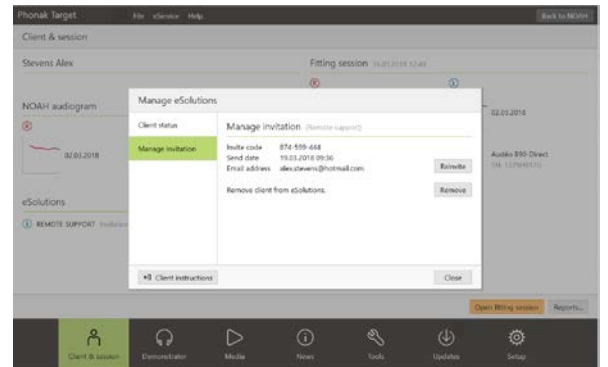 Phonak Target File eService Help Back to NOAH
Client & session
Stevens Alex Fitting session
Manage eSolutions
Client status
Manage invitation
Manage invitation (Remote support)
Invite code 874-599-444
Send date 19.03.2018 09:36
Email address alex.stevens@hotmail.com Reinvite
Remove client from eSolutions. Remove
Client instructions Close
NOAH audiogram
02.03.2018
02.03.2018
Audéo B90-Direct
eSolutions
REMOTE SUPPORT
Open fitting session Reports...
Client & session Demonstrator Media News Tools Updates Setup